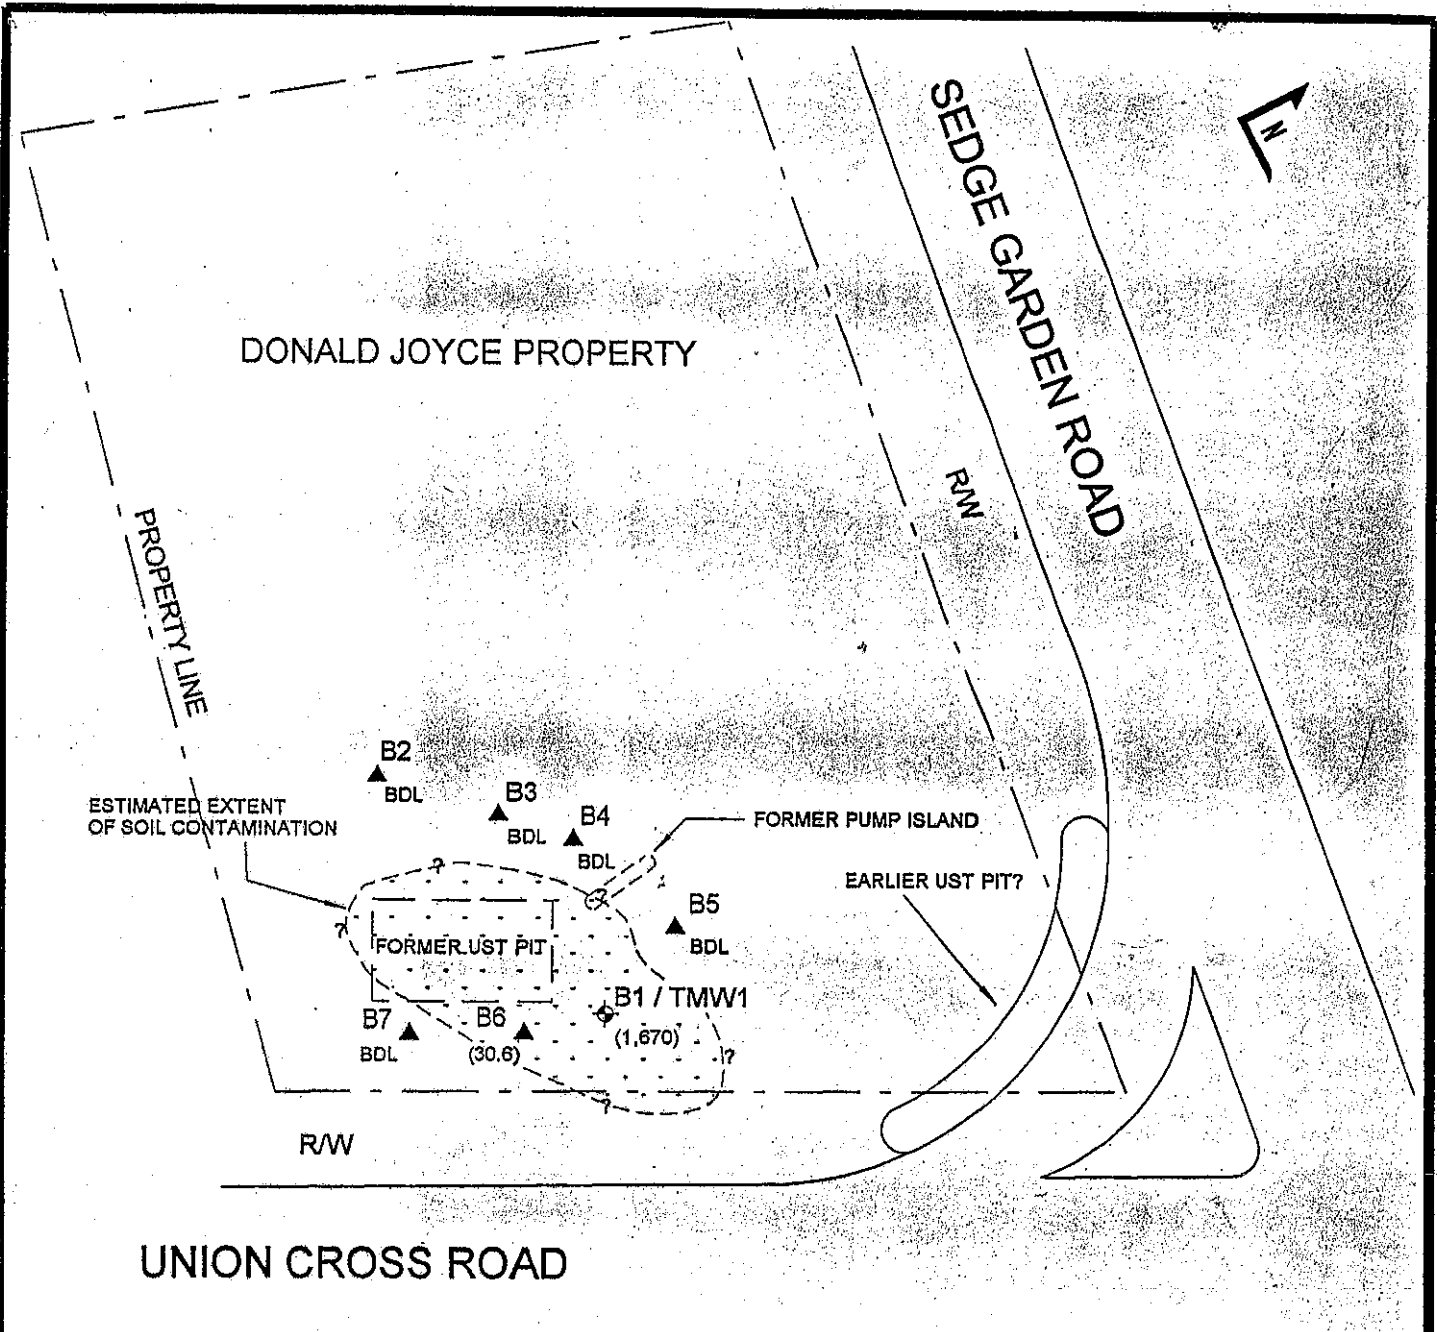 SEDGE GARDEN ROAD
N
DONALD JOYCE PROPERTY
R/W
PROPERTY LINE
B2
BDL
B3
BDL
B4
BDL
ESTIMATED EXTENT
OF SOIL CONTAMINATION
FORMER PUMP ISLAND
EARLIER UST PIT?
?
?
?
B5
BDL
FORMER UST PIT
B1 / TMW1
(1,670)
B7
BDL
B6
(30.6)
?
?
R/W
UNION CROSS ROAD